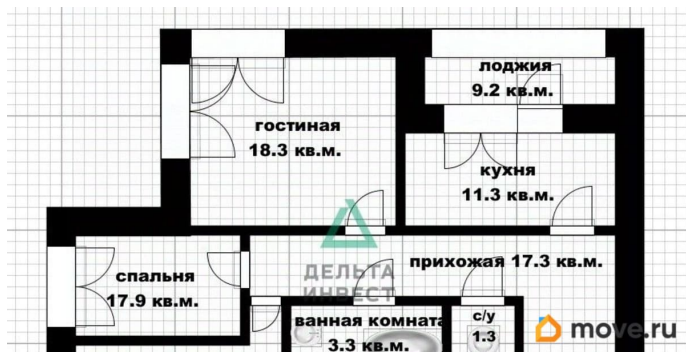 лоджия
9.2 кв.м.
гостиная
18.3 кв.м.
кухня
11.3 кв.м.
спальня
17.9 кв.м.
прихожая 17.3 кв.м.
ДЕЛЬТА
ИНВЕСТ
ванная комната
3.3 кв.м.
с/у
1.3
move.ru